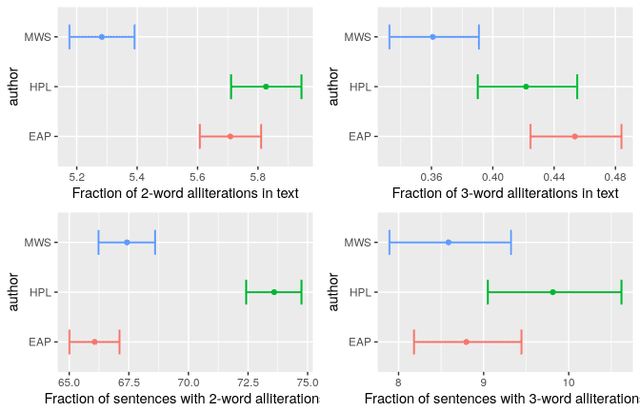 MWS
HPL
EAP
author
5.2 5.4 5.6 5.8
Fraction of 2-word alliterations in text
MWS
HPL
EAP
author
0.36 0.40 0.44 0.48
Fraction of 3-word alliterations in text
MWS
HPL
EAP
author
65.0 67.5 70.0 72.5 75.0
Fraction of sentences with 2-word alliterations
MWS
HPL
EAP
author
8 9 10
Fraction of sentences with 3-word alliteration